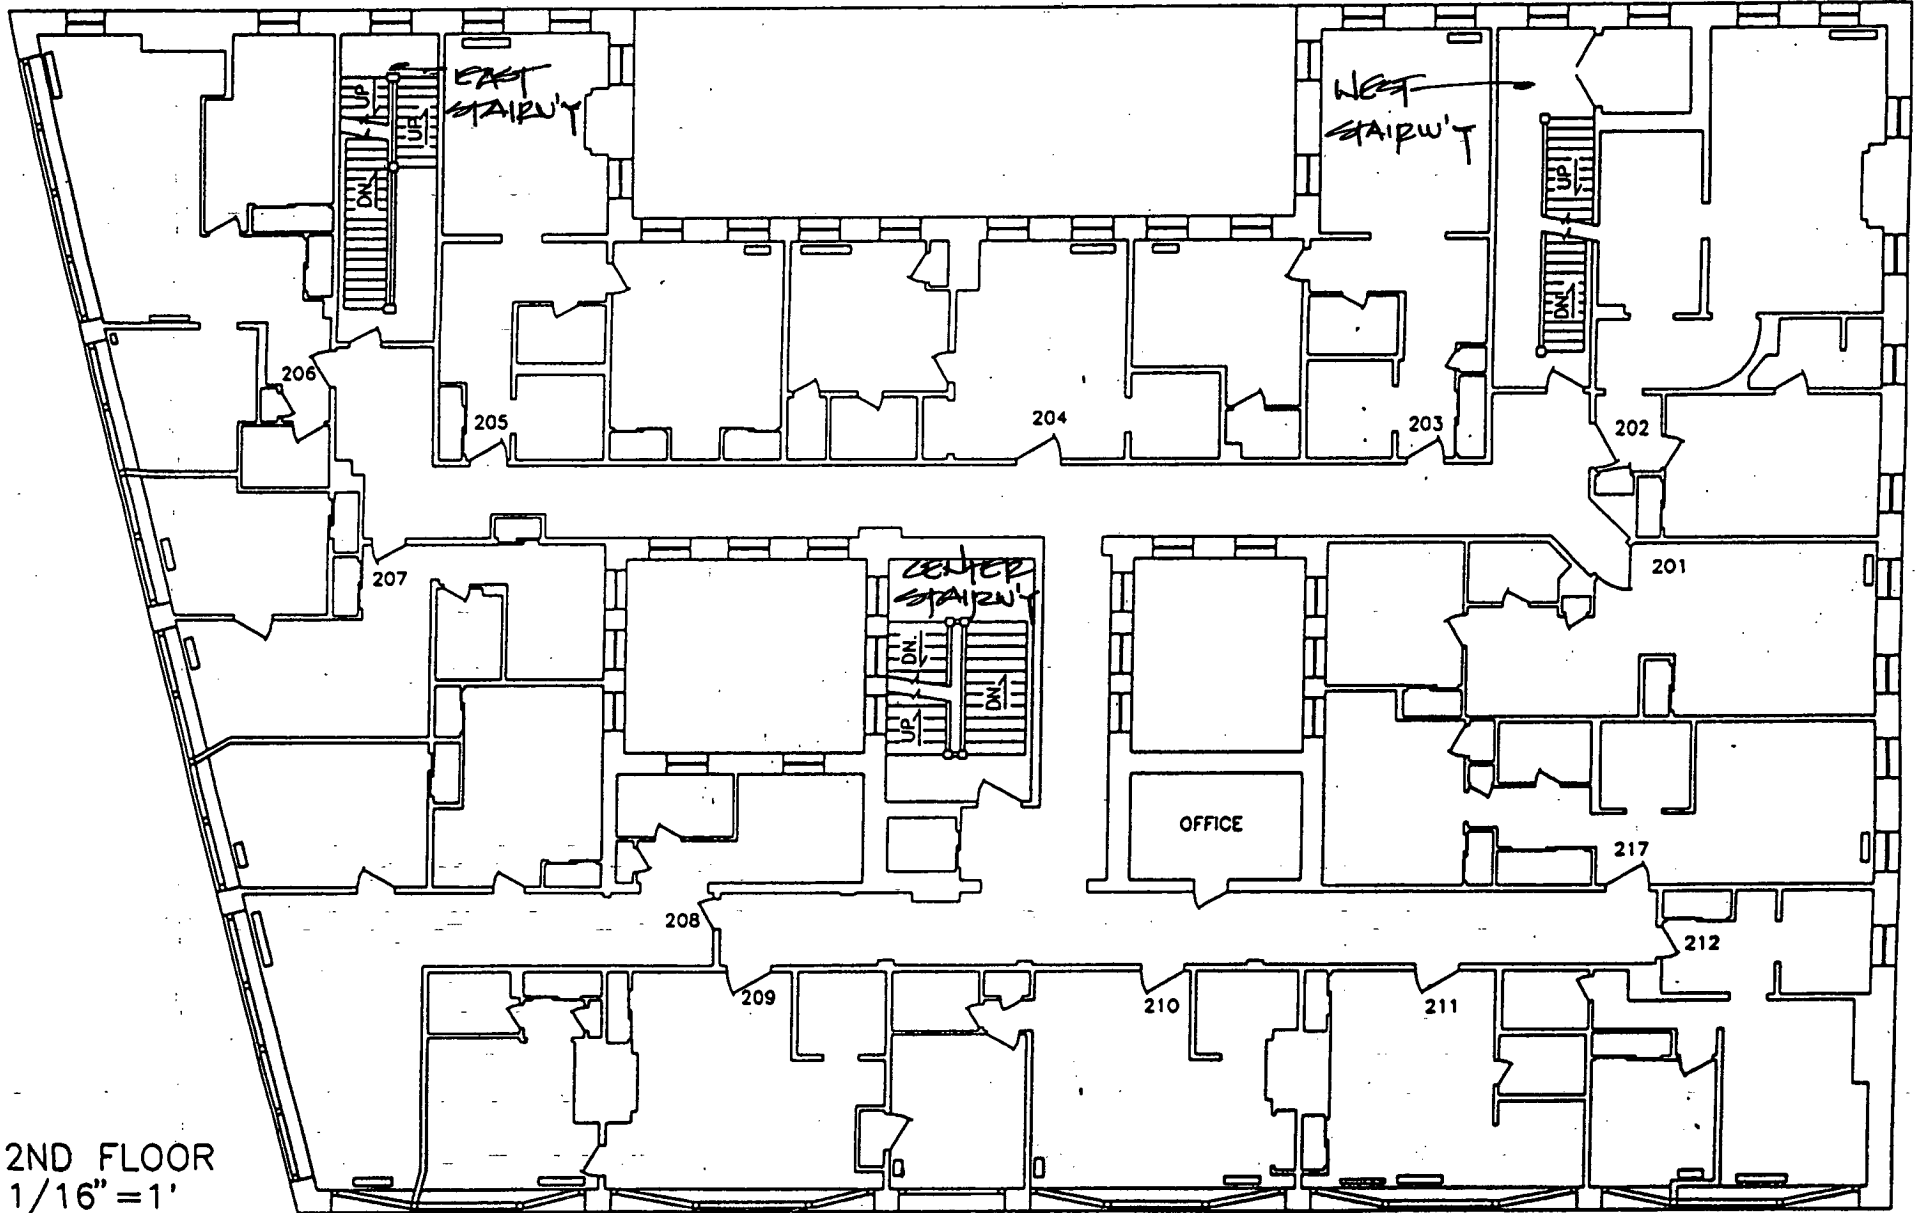 EAST
STAIRW'Y
WEST
STAIRW'Y
UP
UP
DN.
UP
DN.
206
205
204
203
202
CENTER
STAIRW'Y
207
201
DN.
DN.
UP
OFFICE
217
208
212
209
210
211
2ND FLOOR
1/16"=1'